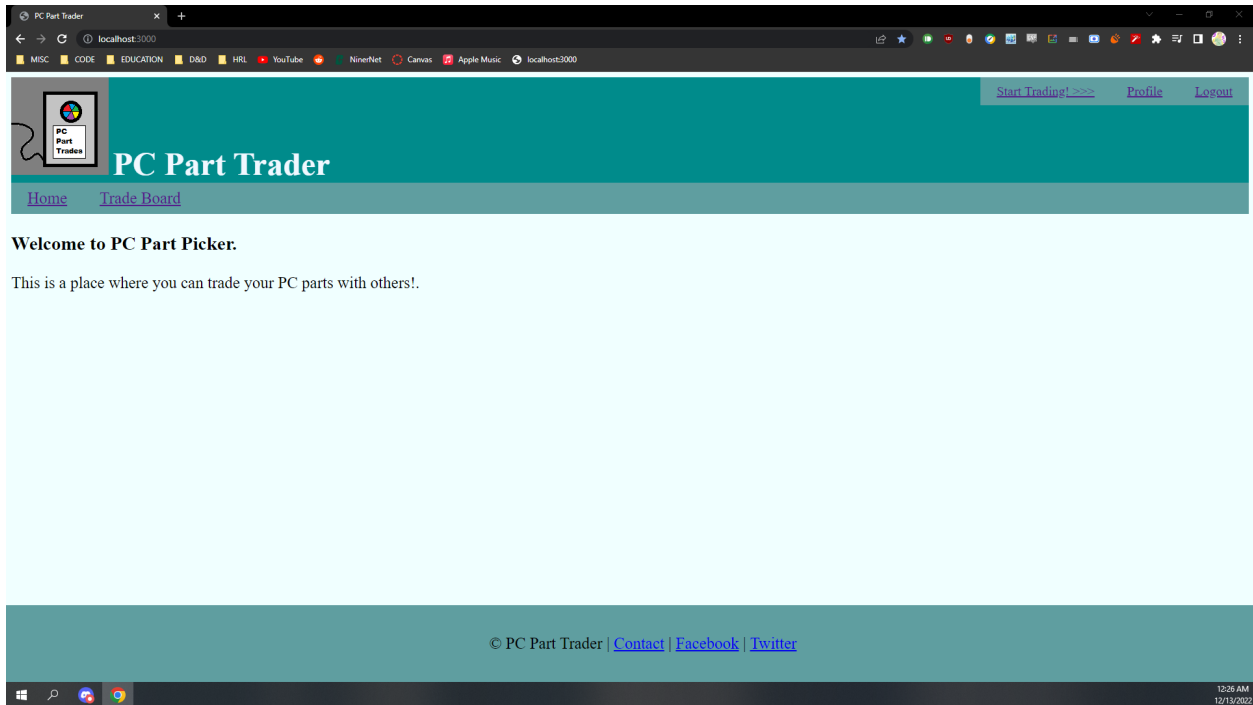 PC Part Trader
localhost:3000
MISC CODE EDUCATION D&D HRL YouTube NinerNet Canvas Apple Music localhost:3000
Start Trading! >>> Profile Logout
PC
Part
Trades
PC Part Trader
Home Trade Board
Welcome to PC Part Picker.
This is a place where you can trade your PC parts with others!.
© PC Part Trader | Contact | Facebook | Twitter
12:26 AM
12/13/2022